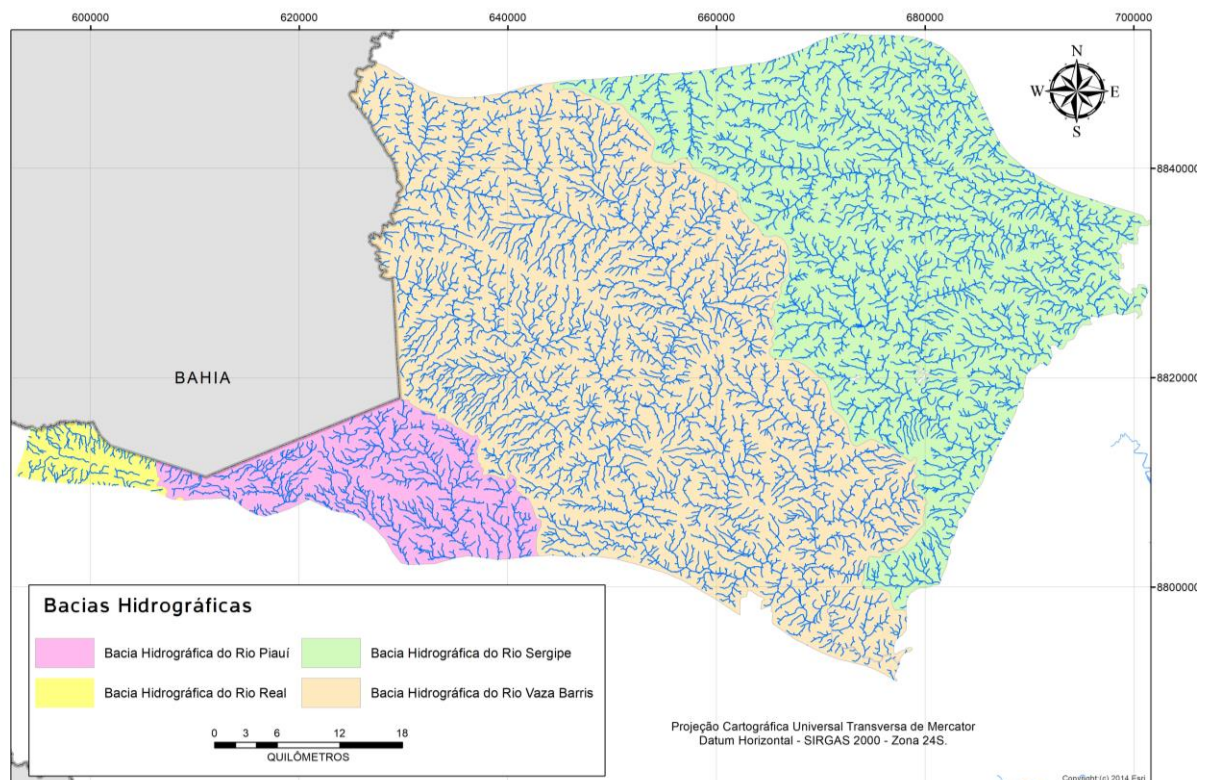 600000 620000 640000 660000 680000 700000
N
W E
S
8840000
BAHIA
8820000
8800000
Bacias Hidrográficas
Bacia Hidrográfica do Rio Piauí
Bacia Hidrográfica do Rio Sergipe
Bacia Hidrográfica do Rio Real
Bacia Hidrográfica do Rio Vaza Barris
0 3 6 12 18
QUILÔMETROS
Projeção Cartográfica Universal Transversa de Mercator
Datum Horizontal - SIRGAS 2000 - Zona 24S.
Copyright:(c) 2014 Esri